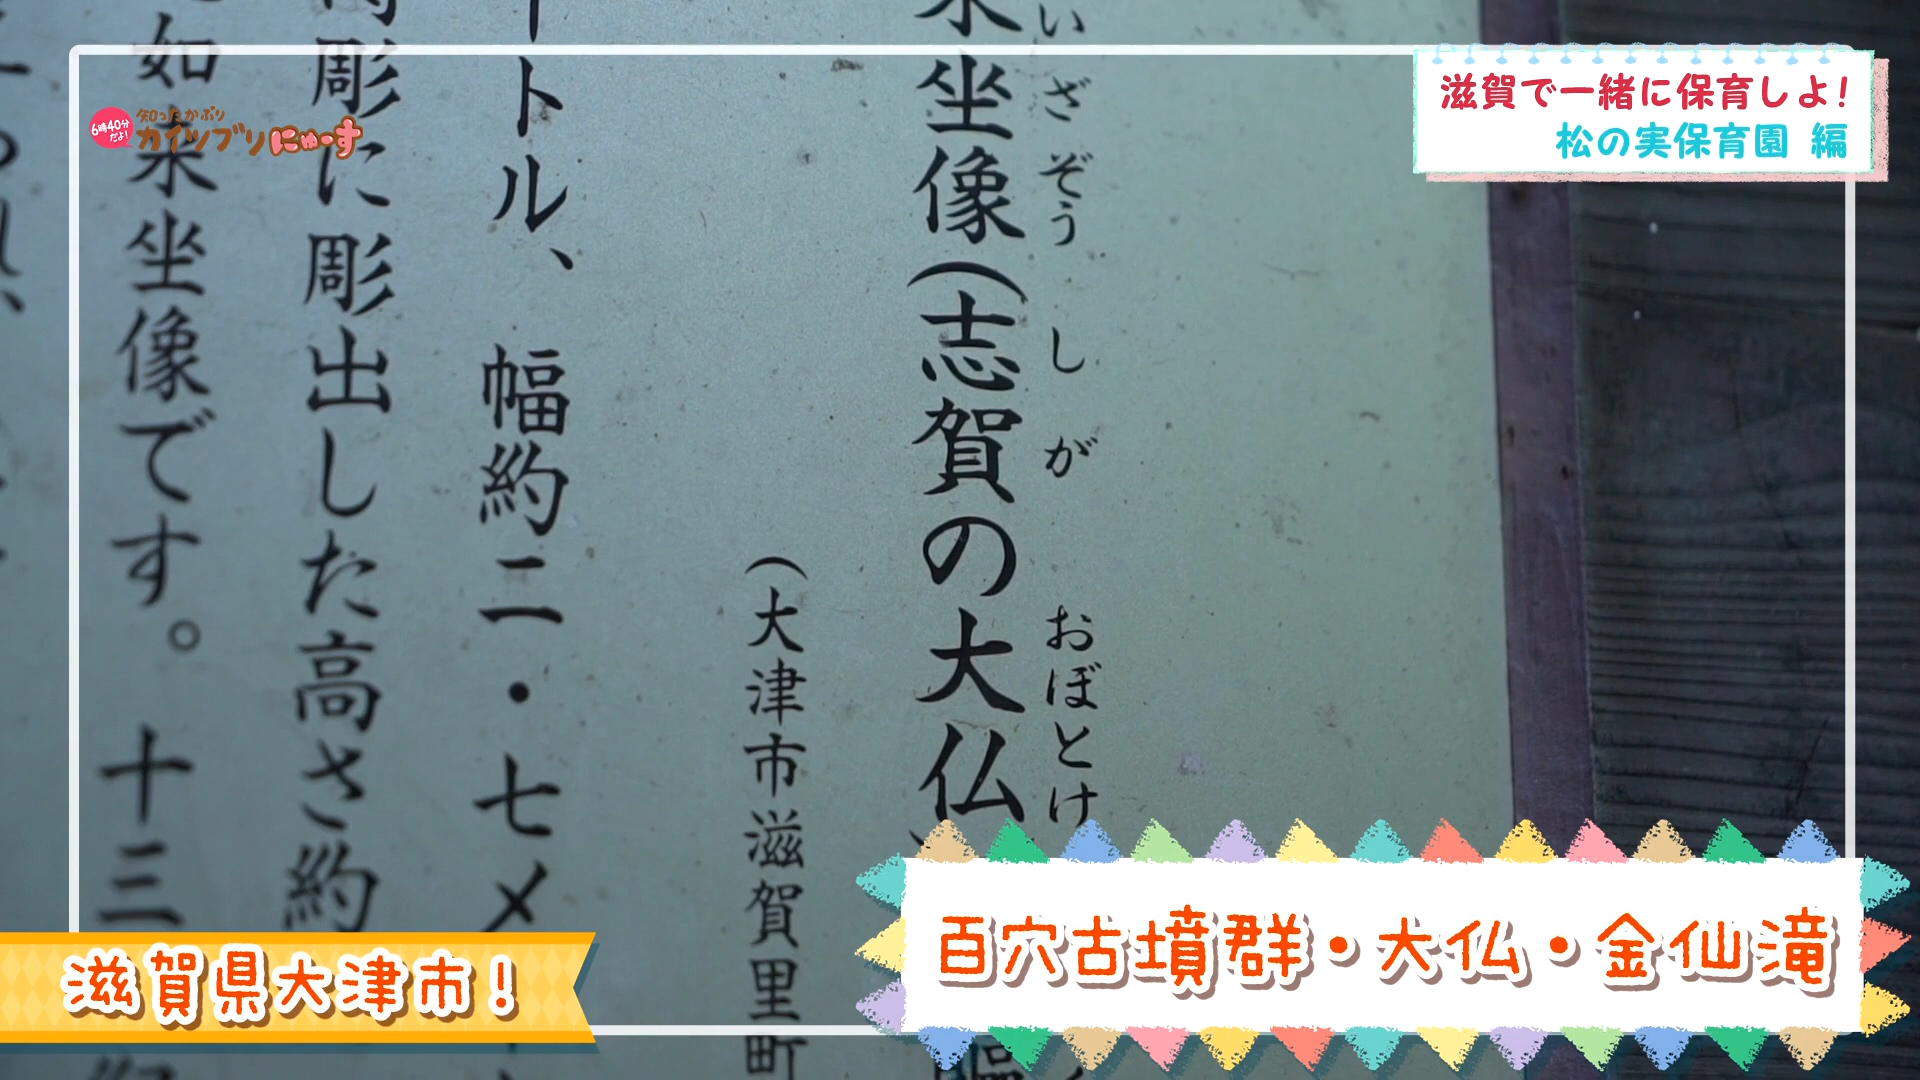 6時40分だよ!
知ったかぶり
カイツブリにゅーす
滋賀で一緒に保育しよ!
松の実保育園 編
いざぞう しが おぼとけ
来坐像(志賀の大仏)
(大津市滋賀里町
ートル、幅約二・七メ
高彫に彫出した高さ約
如来坐像です。十三
百穴古墳群・大仏・金仙滝
滋賀県大津市!